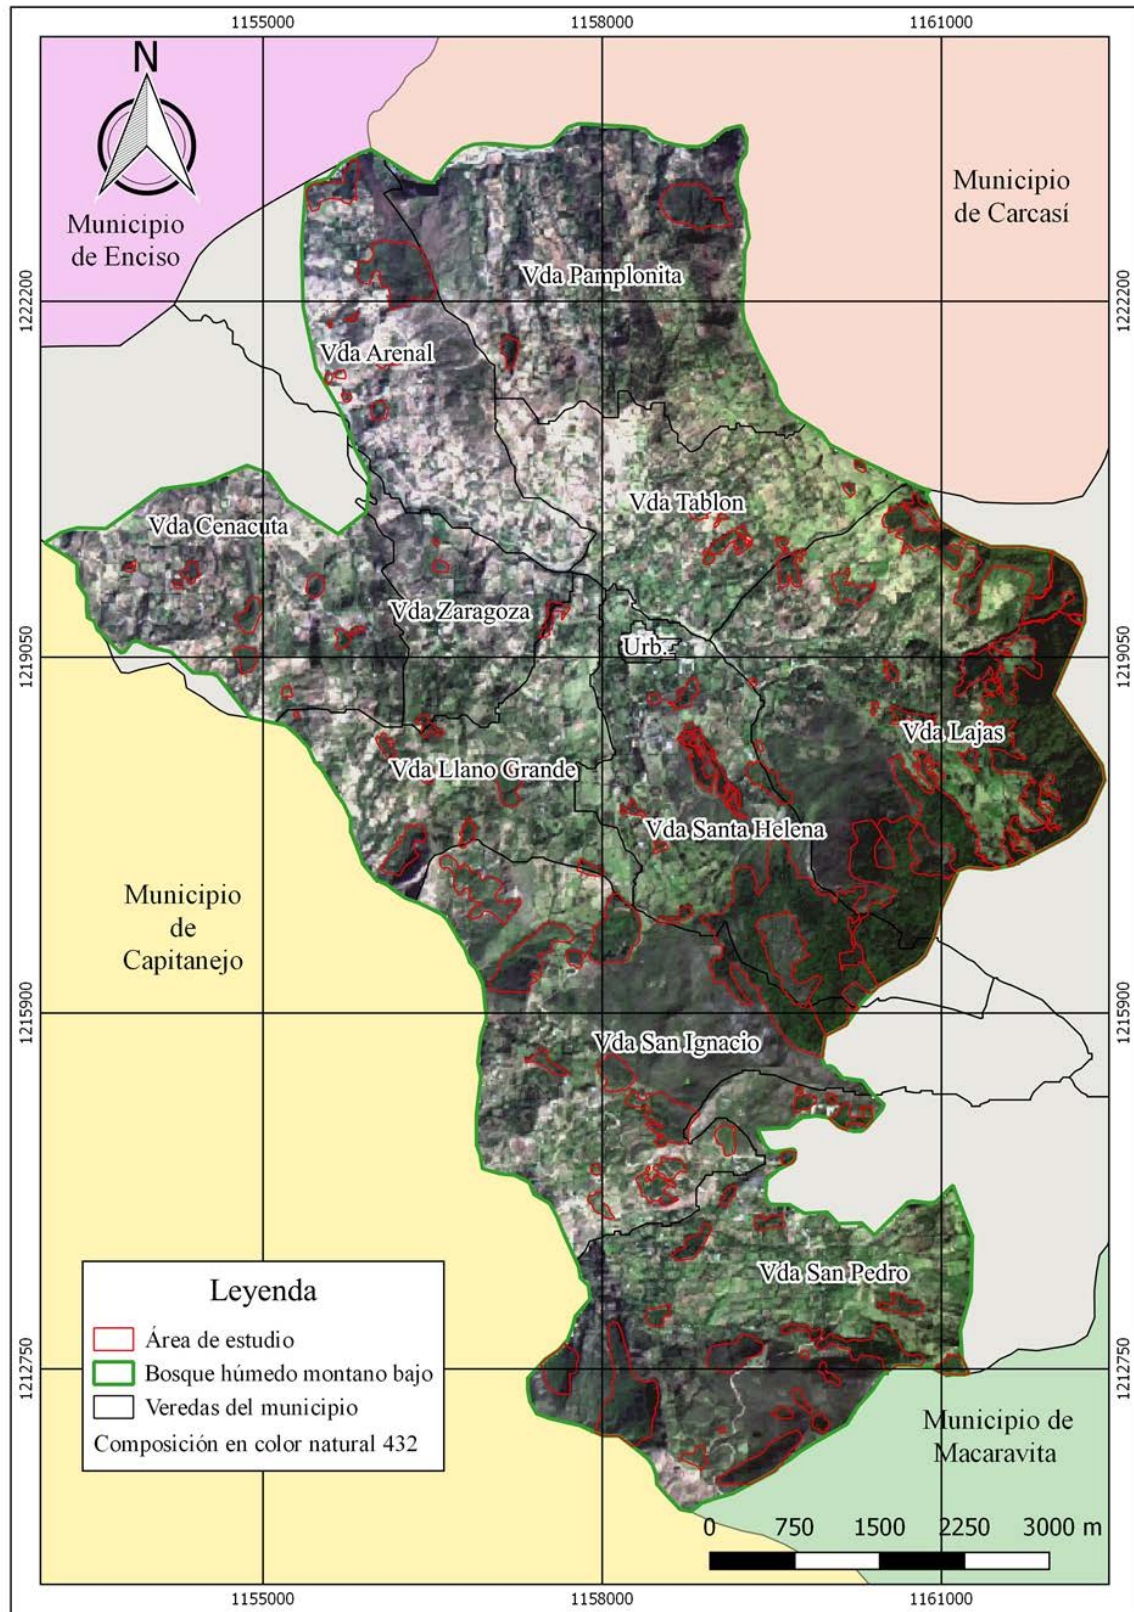 1155000
1158000
1161000
N
Municipio
de Enciso
Municipio
de Carcasí
Vda Pamplonita
1222200
1222200
Vda Arenal
Vda Tablon
Vda Cenacuta
Vda Zaragoza
Urb.
1219050
1219050
Vda Lajas
Vda Llano Grande
Vda Santa Helena
Municipio
de
Capitanejo
1215900
1215900
Vda San Ignacio
Vda San Pedro
Leyenda
Área de estudio
Bosque húmedo montano bajo
Veredas del municipio
Composición en color natural 432
1212750
1212750
Municipio de
Macaravita
0 750 1500 2250 3000 m
1155000
1158000
1161000